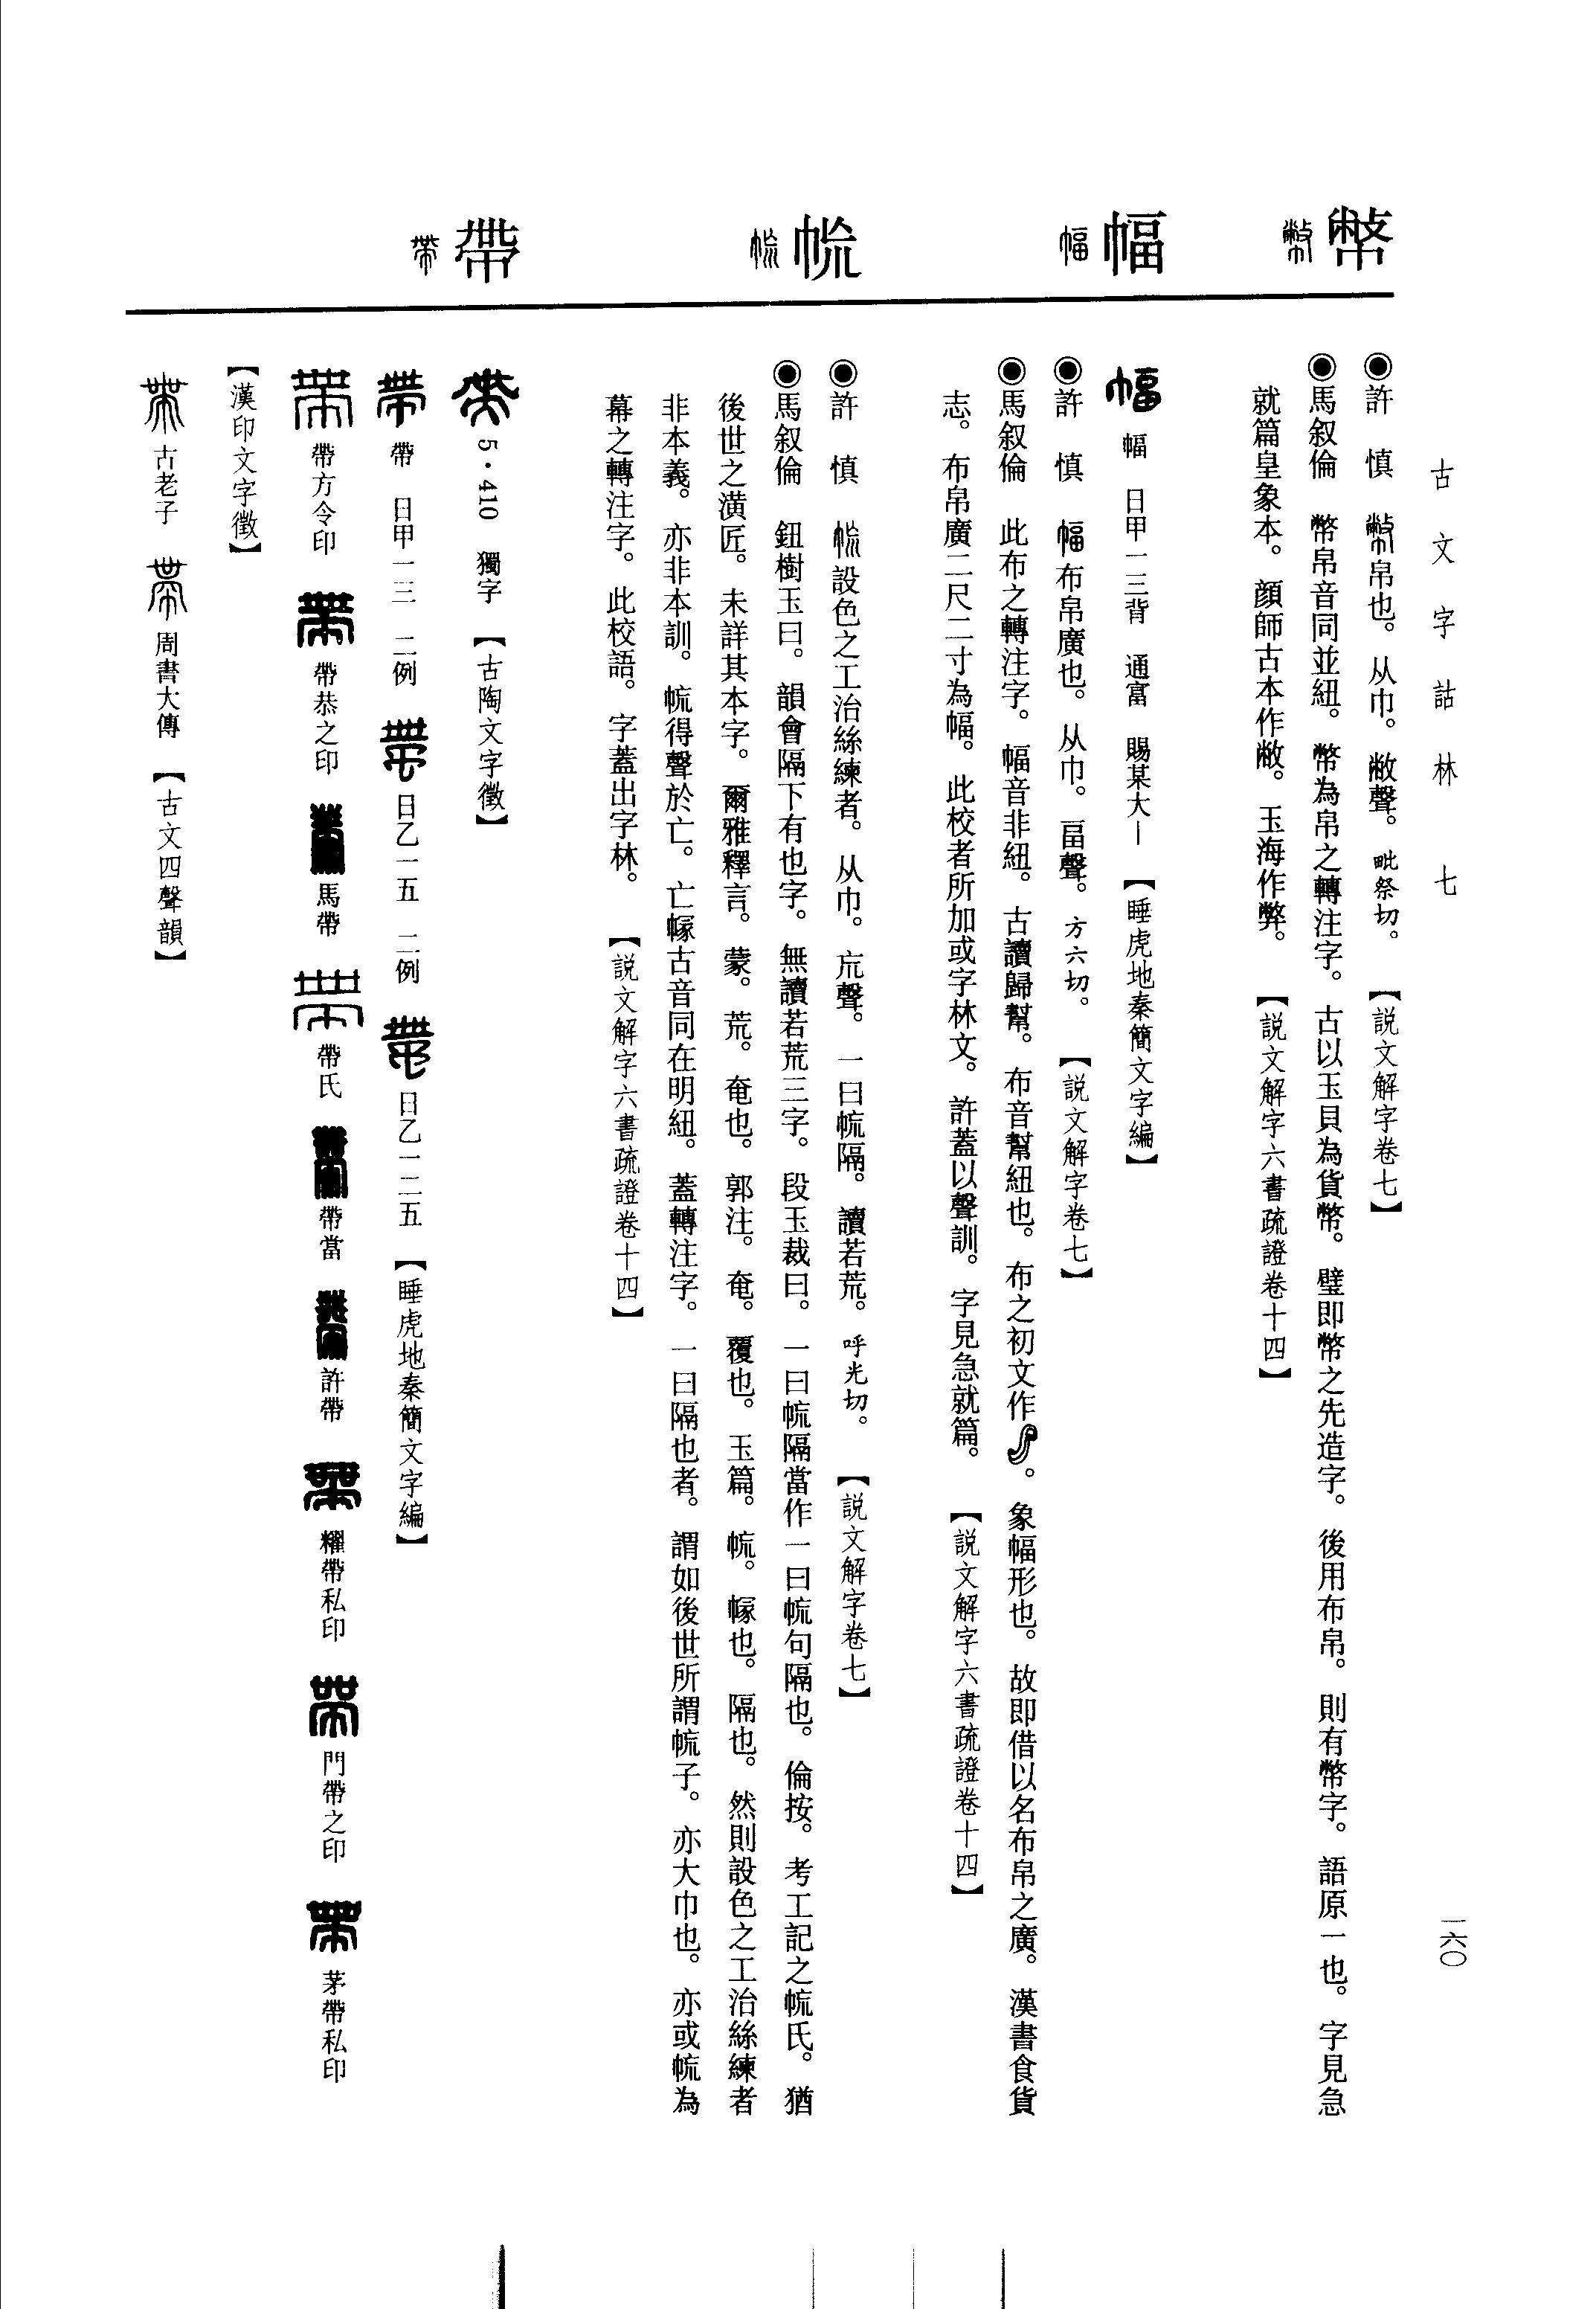 古文字詁林　七
一六〇
幣
●許　慎　幣帛也。从巾。敝聲。毗祭切。【説文解字卷七】
●馬叙倫　幣帛音同並紐。幣為帛之轉注字。古以玉貝為貨幣。璧即幣之先造字。後用布帛。則有幣字。語原一也。字見急
就篇皇象本。顔師古本作敝。玉海作弊。【説文解字六書疏證卷十四】
幅
幅　日甲一三背　通富　賜某大—【睡虎地秦簡文字編】
●許　慎　幅布帛廣也。从巾。畐聲。方六切。【説文解字卷七】
●馬叙倫　此布之轉注字。幅音非紐。古讀歸幫。布音幫紐也。布之初文作。象幅形也。故即借以名布帛之廣。漢書食貨
志。布帛廣二尺二寸為幅。此校者所加或字林文。許蓋以聲訓。字見急就篇。【説文解字六書疏證卷十四】
㡛
●許　慎　㡛設色之工治絲練者。从巾。㠩聲。一曰㡛隔。讀若荒。呼光切。【説文解字卷七】
●馬叙倫　鈕樹玉曰。韻會隔下有也字。無讀若荒三字。段玉裁曰。一曰㡛隔當作一曰㡛句隔也。倫按。考工記之㡛氏。猶
後世之潢匠。未詳其本字。爾雅釋言。蒙。荒。奄也。郭注。奄。覆也。玉篇。㡛。幏也。隔也。然則設色之工治絲練者
非本義。亦非本訓。㡛得聲於亡。亡幏古音同在明紐。蓋轉注字。一曰隔也者。謂如後世所謂㡛子。亦大巾也。亦或㡛為
幕之轉注字。此校語。字蓋出字林。【説文解字六書疏證卷十四】
帶
5·410　獨字　【古陶文字徵】
帶　日甲一三　二例　日乙一五　二例　日乙一二五　【睡虎地秦簡文字編】
帶方令印　帶恭之印　馬帶　帶氏　帶當　許帶　糴帶私印　門帶之印　茅帶私印
【漢印文字徵】
古老子　周書大傳　【古文四聲韻】